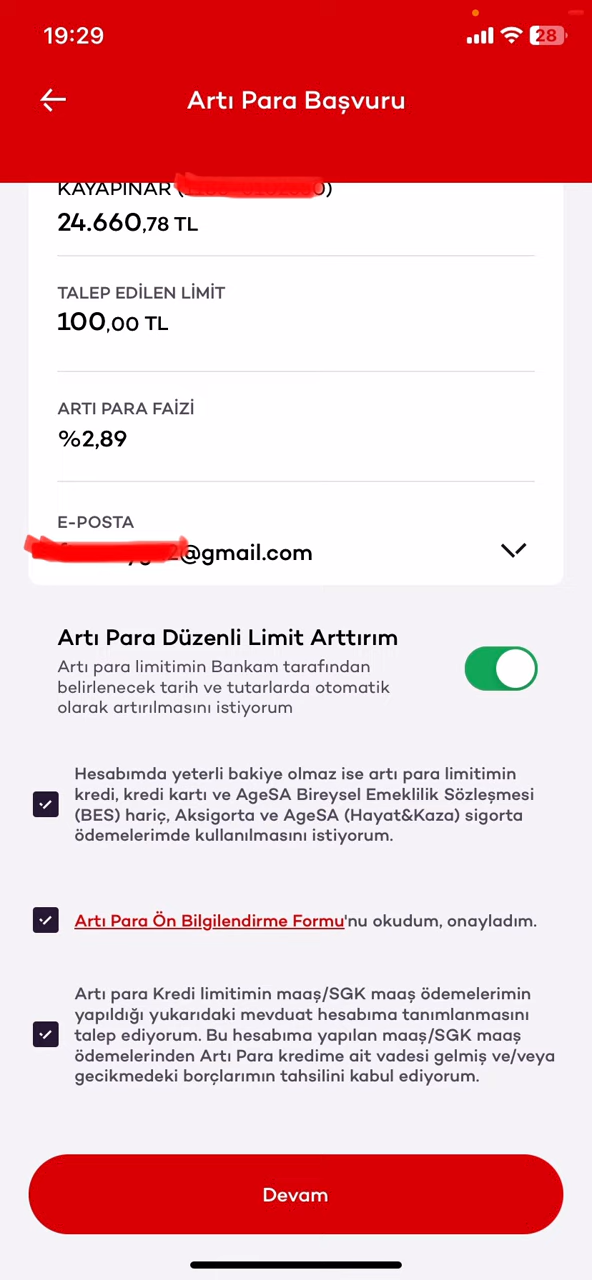 19:29
28
Artı Para Başvuru
KAYAPINAR
24.660,78 TL
TALEP EDİLEN LİMİT
100,00 TL
ARTI PARA FAİZİ
%2,89
E-POSTA
@gmail.com
Artı Para Düzenli Limit Arttırım
Artı para limitimin Bankam tarafından
belirlenecek tarih ve tutarlarda otomatik
olarak artırılmasını istiyorum
Hesabımda yeterli bakiye olmaz ise artı para limitimin
kredi, kredi kartı ve AgeSA Bireysel Emeklilik Sözleşmesi
(BES) hariç, Aksigorta ve AgeSA (Hayat&Kaza) sigorta
ödemelerimde kullanılmasını istiyorum.
Artı Para Ön Bilgilendirme Formu'nu okudum, onayladım.
Artı para Kredi limitimin maaş/SGK maaş ödemelerimin
yapıldığı yukarıdaki mevduat hesabıma tanımlanmasını
talep ediyorum. Bu hesabıma yapılan maaş/SGK maaş
ödemelerinden Artı Para kredime ait vadesi gelmiş ve/veya
gecikmedeki borçlarımın tahsilini kabul ediyorum.
Devam